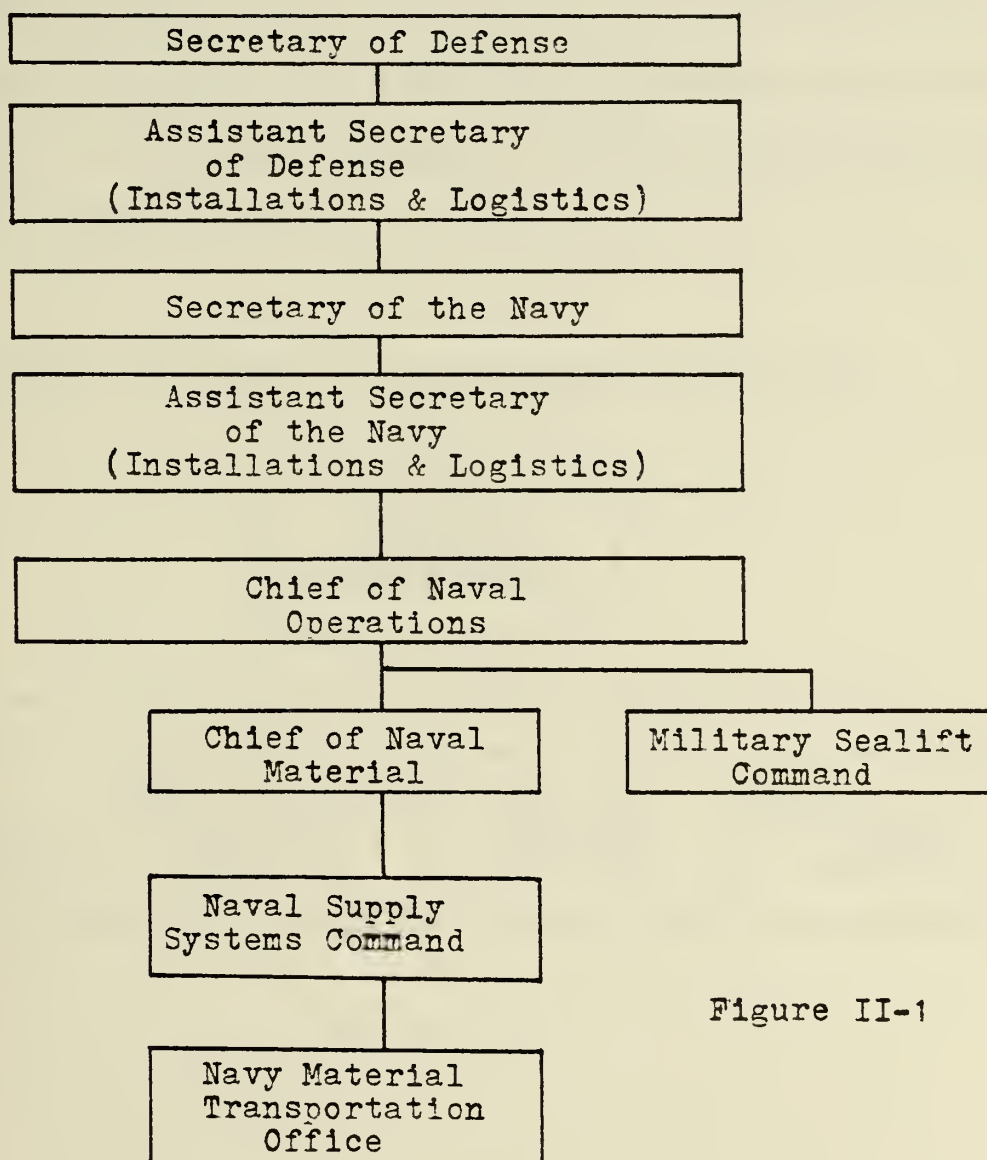 Secretary of Defense
Assistant Secretary
of Defense
(Installations & Logistics)
Secretary of the Navy
Assistant Secretary
of the Navy
(Installations & Logistics)
Chief of Naval
Operations
Chief of Naval
Material
Military Sealift
Command
Naval Supply
Systems Command
Figure II-1
Navy Material
Transportation
Office